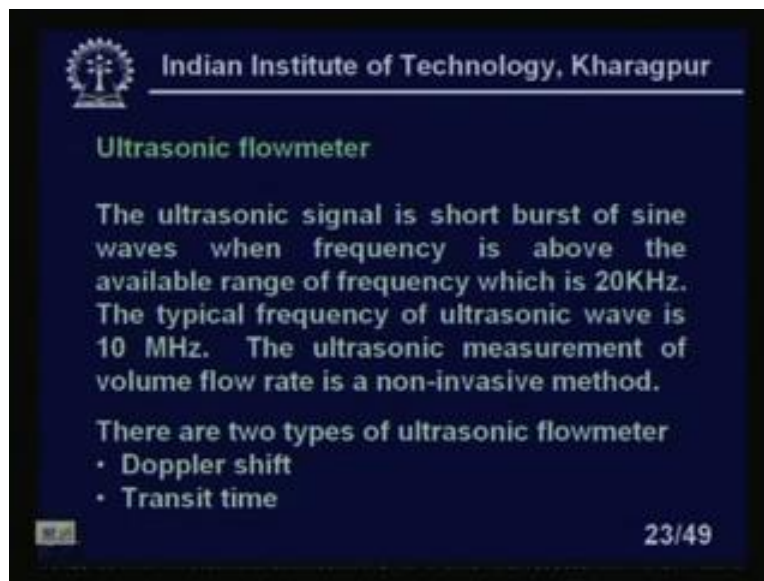 Indian Institute of Technology, Kharagpur
Ultrasonic flowmeter
The ultrasonic signal is short burst of sine
waves when frequency is above the
available range of frequency which is 20KHz.
The typical frequency of ultrasonic wave is
10 MHz. The ultrasonic measurement of
volume flow rate is a non-invasive method.
There are two types of ultrasonic flowmeter
• Doppler shift
• Transit time
23/49